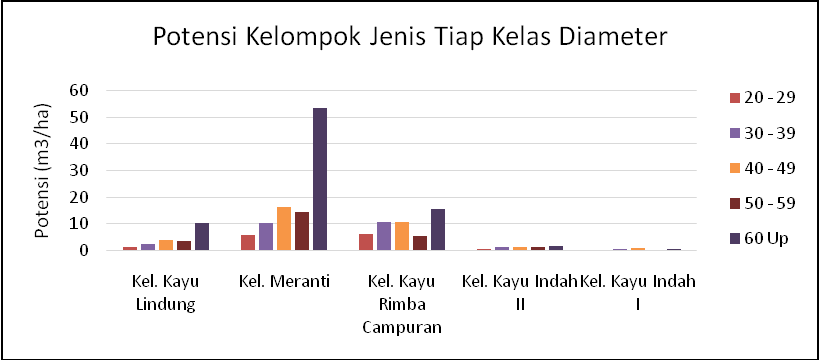 Potensi Kelompok Jenis Tiap Kelas Diameter
Potensi (m3/ha)
60
50
40
30
20
10
0
Kel. Kayu
Lindung
Kel. Meranti
Kel. Kayu
Rimba
Campuran
Kel. Kayu Indah
II
Kel. Kayu Indah
I
20 - 29
30 - 39
40 - 49
50 - 59
60 Up